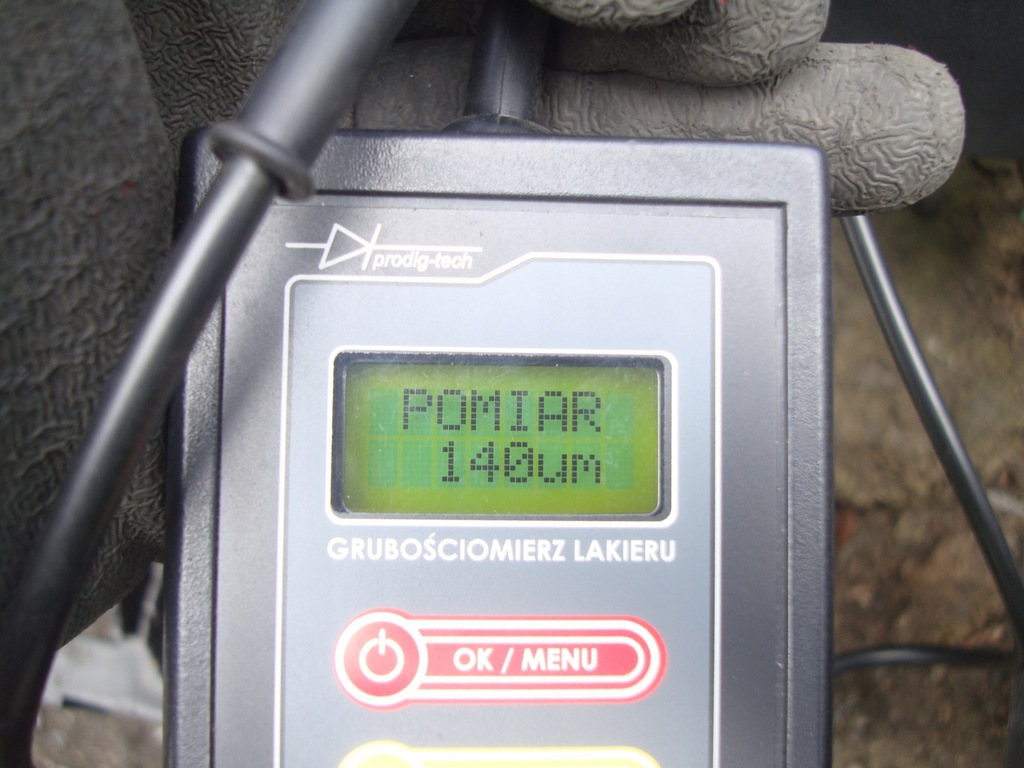 prodig-tech
POMIAR
140um
GRUBOŚCIOMIERZ LAKIERU
OK / MENU